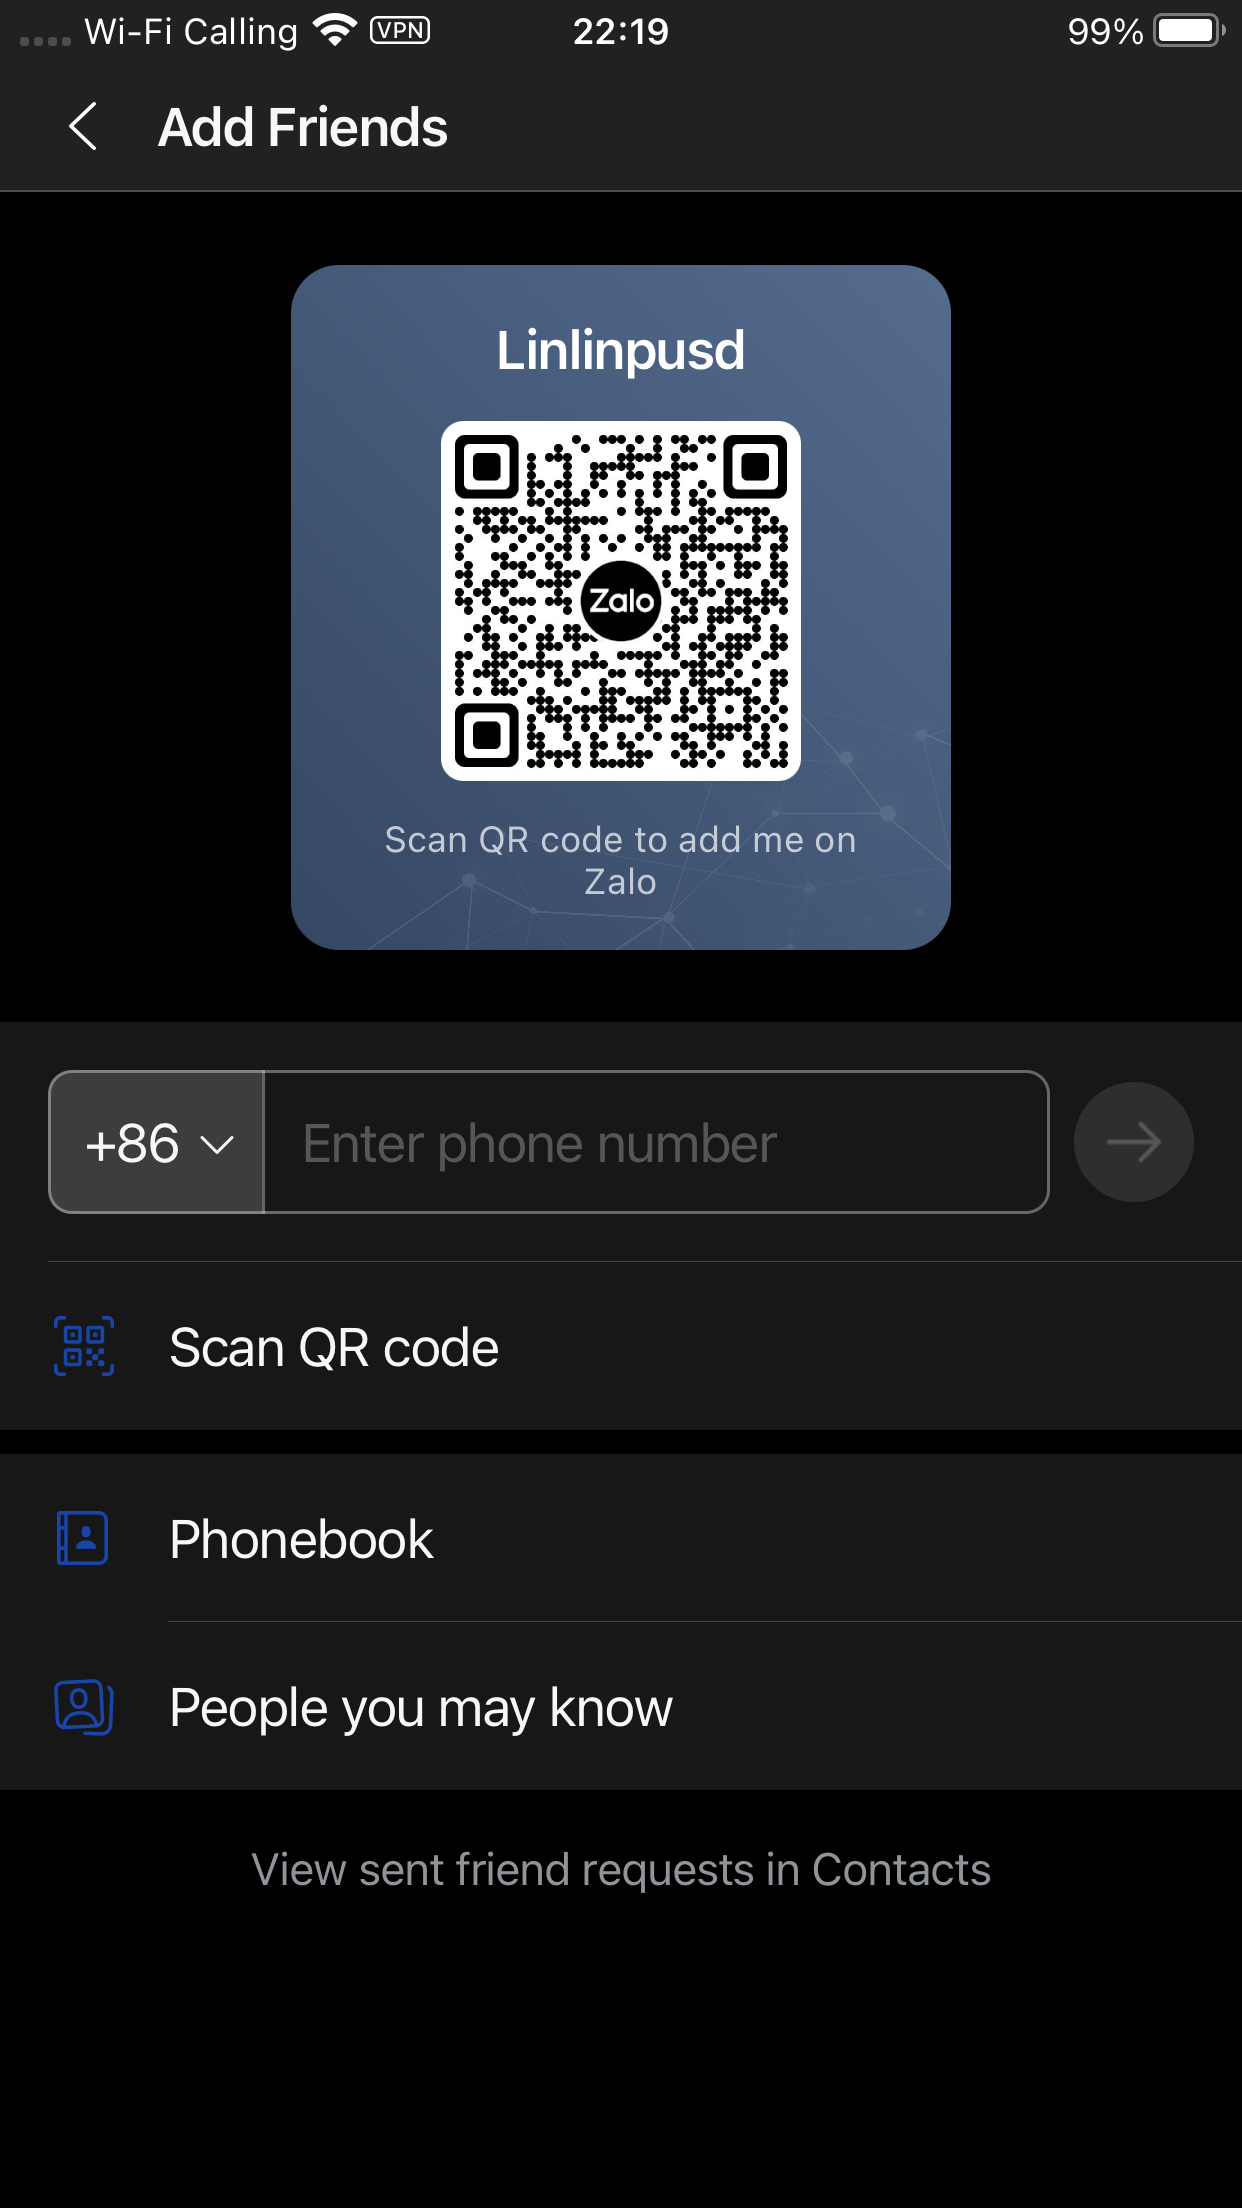 Wi-Fi Calling VPN 22:19 99%
Add Friends
Linlinpusd
Zalo
Scan QR code to add me on
Zalo
+86 Enter phone number
Scan QR code
Phonebook
People you may know
View sent friend requests in Contacts